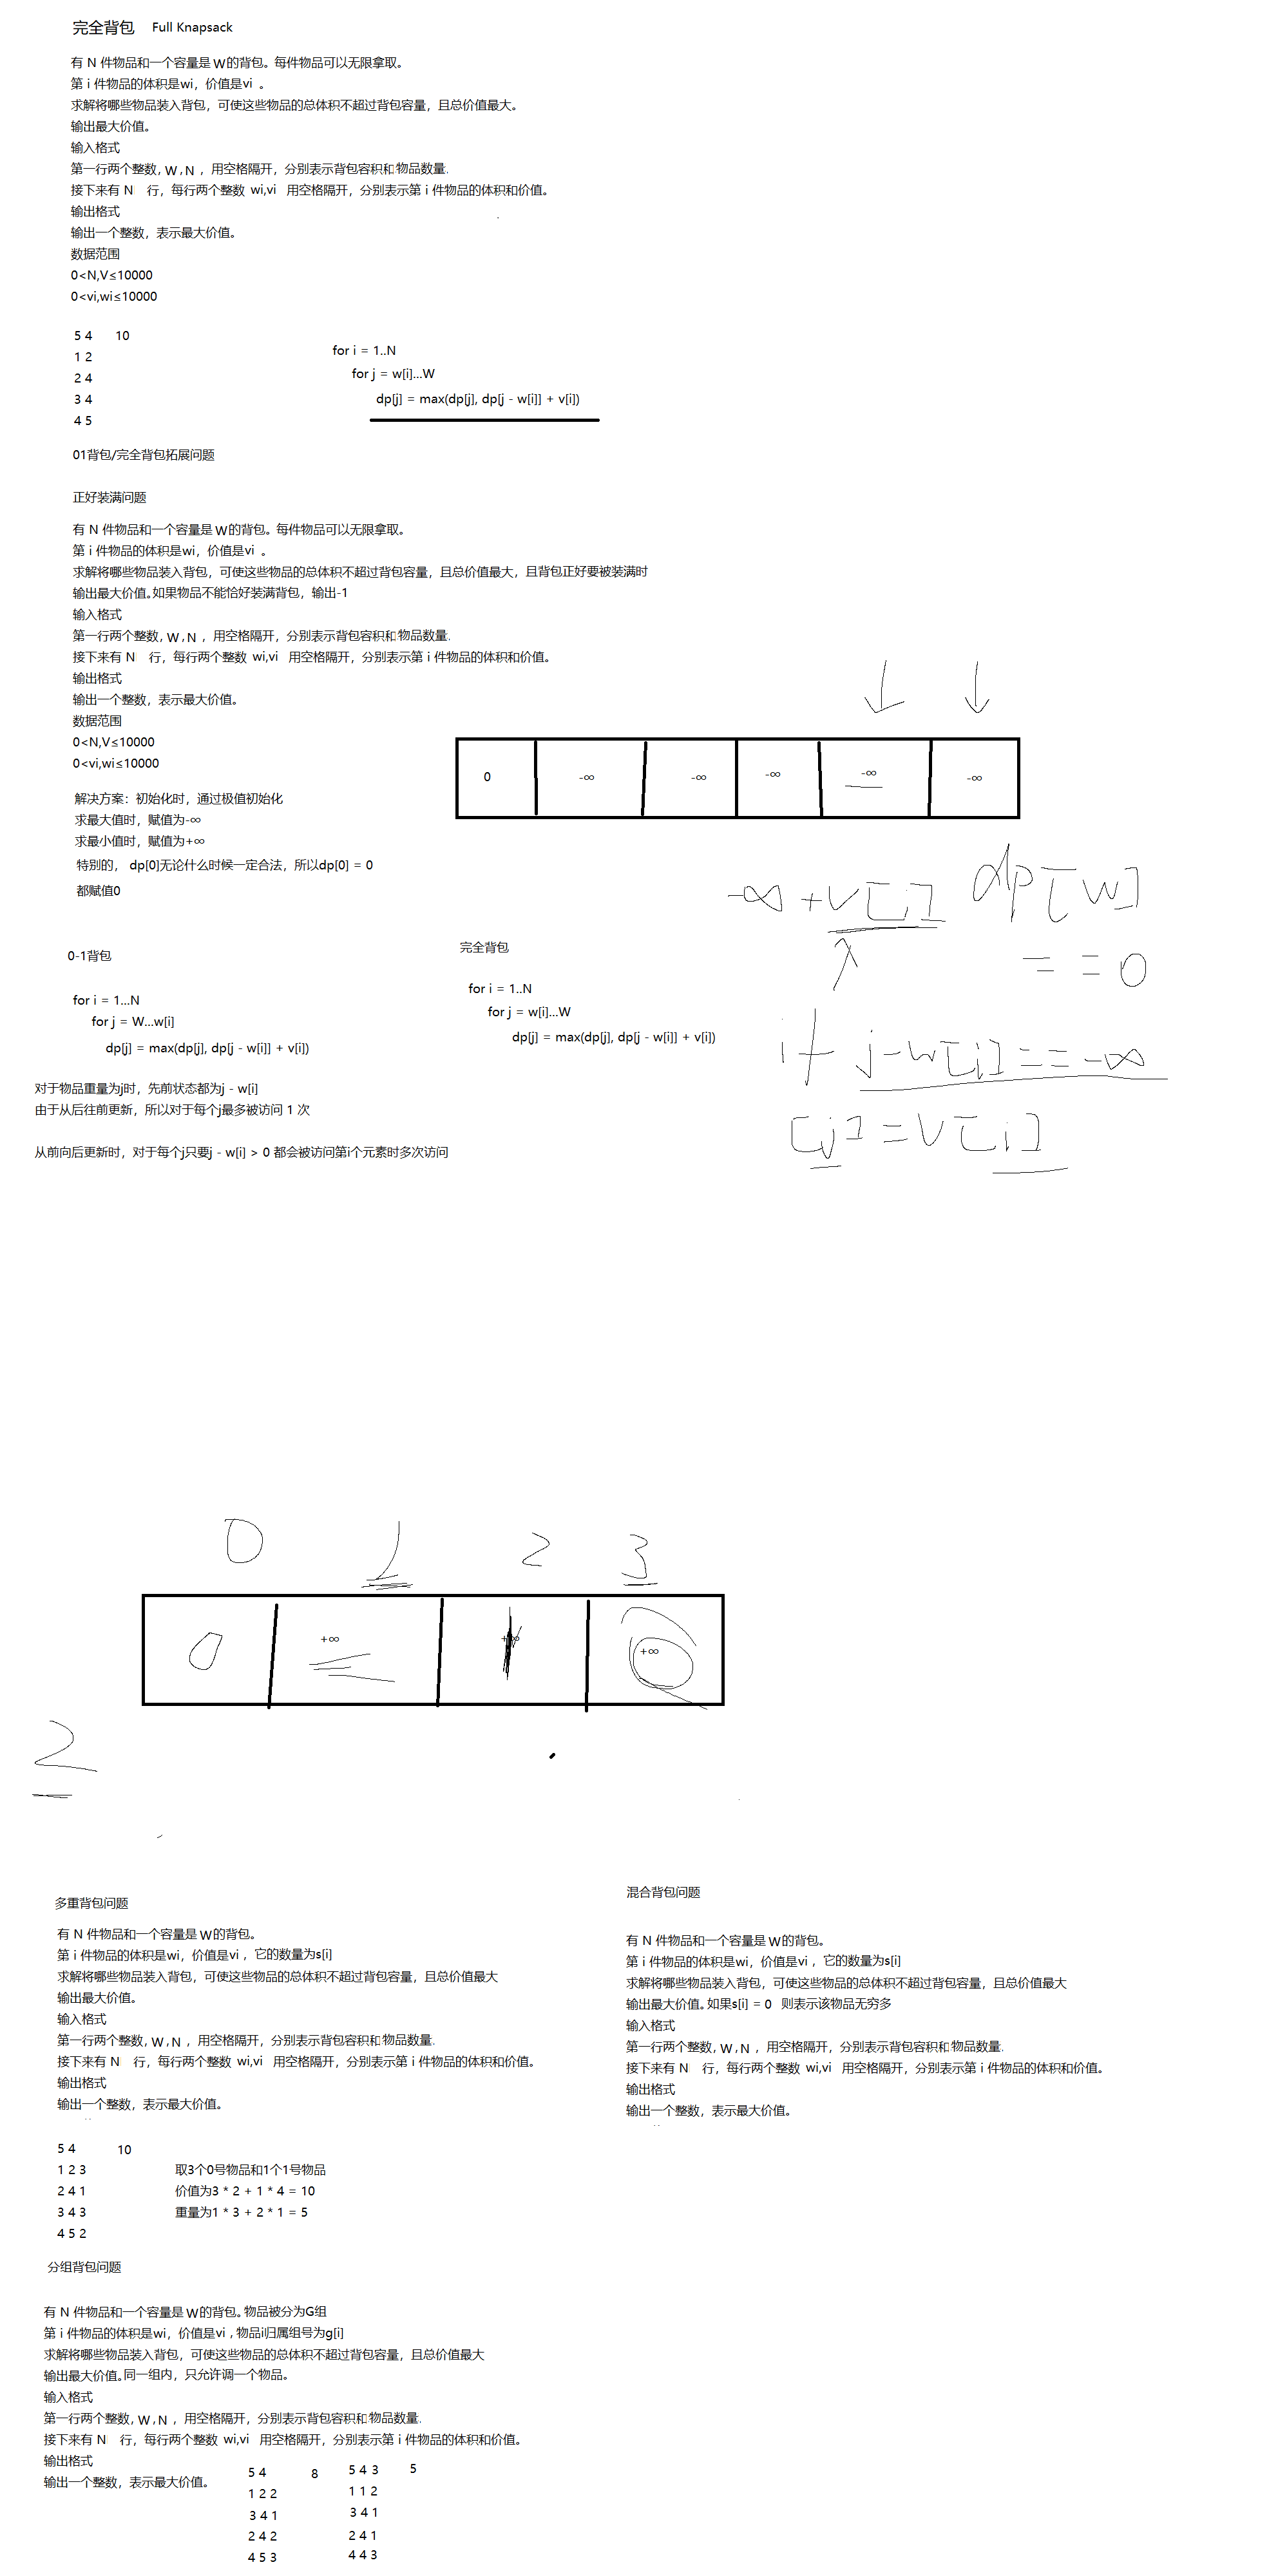 完全背包 Full Knapsack
有 N 件物品和一个容量是 W的背包。每件物品可以无限拿取。
第 i 件物品的体积是wi，价值是vi 。
求解将哪些物品装入背包，可使这些物品的总体积不超过背包容量，且总价值最大。
输出最大价值。
输入格式
第一行两个整数, W , N ，用空格隔开，分别表示背包容积和物品数量.
接下来有 N 行，每行两个整数 wi,vi 用空格隔开，分别表示第 i 件物品的体积和价值。
输出格式
输出一个整数，表示最大价值。
数据范围
0<N,V≤10000
0<vi,wi≤10000
5 4 10
1 2
2 4
3 4
4 5
for i = 1..N
for j = w[i]...W
dp[j] = max(dp[j], dp[j - w[i]] + v[i])
01背包/完全背包拓展问题
正好装满问题
有 N 件物品和一个容量是 W的背包。每件物品可以无限拿取。
第 i 件物品的体积是wi，价值是vi 。
求解将哪些物品装入背包，可使这些物品的总体积不超过背包容量，且总价值最大，且背包正好要被装满时
输出最大价值。如果物品不能恰好装满背包，输出-1
输入格式
第一行两个整数, W , N ，用空格隔开，分别表示背包容积和物品数量.
接下来有 N 行，每行两个整数 wi,vi 用空格隔开，分别表示第 i 件物品的体积和价值。
输出格式
输出一个整数，表示最大价值。
数据范围
0<N,V≤10000
0<vi,wi≤10000
解决方案：初始化时，通过极值初始化
求最大值时，赋值为-∞
求最小值时，赋值为+∞
特别的， dp[0]无论什么时候一定合法，所以dp[0] = 0
都赋值0
0 -∞ -∞ -∞ -∞ -∞
-∞ + v[i] dp[w]
== 0
if j-w[i] == -∞
[j] = v[i]
0-1背包
for i = 1...N
for j = W...w[i]
dp[j] = max(dp[j], dp[j - w[i]] + v[i])
完全背包
for i = 1..N
for j = w[i]...W
dp[j] = max(dp[j], dp[j - w[i]] + v[i])
对于物品重量为j时，先前状态都为j - w[i]
由于从后往前更新，所以对于每个j最多被访问 1 次
从前向后更新时，对于每个j只要j - w[i] > 0 都会被访问第i个元素时多次访问
0 1 2 3
0 +∞ +∞
2
多重背包问题
有 N 件物品和一个容量是 W的背包。
第 i 件物品的体积是wi，价值是vi ，它的数量为s[i]
求解将哪些物品装入背包，可使这些物品的总体积不超过背包容量，且总价值最大
输出最大价值。
输入格式
第一行两个整数, W , N ，用空格隔开，分别表示背包容积和物品数量.
接下来有 N 行，每行两个整数 wi,vi 用空格隔开，分别表示第 i 件物品的体积和价值。
输出格式
输出一个整数，表示最大价值。
5 4 10
1 2 3
2 4 1
3 4 3
4 5 2
取3个0号物品和1个1号物品
价值为3 * 2 + 1 * 4 = 10
重量为1 * 3 + 2 * 1 = 5
混合背包问题
有 N 件物品和一个容量是 W的背包。
第 i 件物品的体积是wi，价值是vi ，它的数量为s[i]
求解将哪些物品装入背包，可使这些物品的总体积不超过背包容量，且总价值最大
输出最大价值。如果s[i] = 0 则表示该物品无穷多
输入格式
第一行两个整数, W , N ，用空格隔开，分别表示背包容积和物品数量.
接下来有 N 行，每行两个整数 wi,vi 用空格隔开，分别表示第 i 件物品的体积和价值。
输出格式
输出一个整数，表示最大价值。
分组背包问题
有 N 件物品和一个容量是 W的背包。物品被分为G组
第 i 件物品的体积是wi，价值是vi , 物品i归属组号为g[i]
求解将哪些物品装入背包，可使这些物品的总体积不超过背包容量，且总价值最大
输出最大价值。同一组内，只允许调一个物品。
输入格式
第一行两个整数, W , N ，用空格隔开，分别表示背包容积和物品数量.
接下来有 N 行，每行两个整数 wi,vi 用空格隔开，分别表示第 i 件物品的体积和价值。
输出格式
输出一个整数，表示最大价值。
5 4 8
1 2 2
3 4 1
2 4 2
4 5 3
5 4 3 5
1 1 2
3 4 1
2 4 1
4 4 3